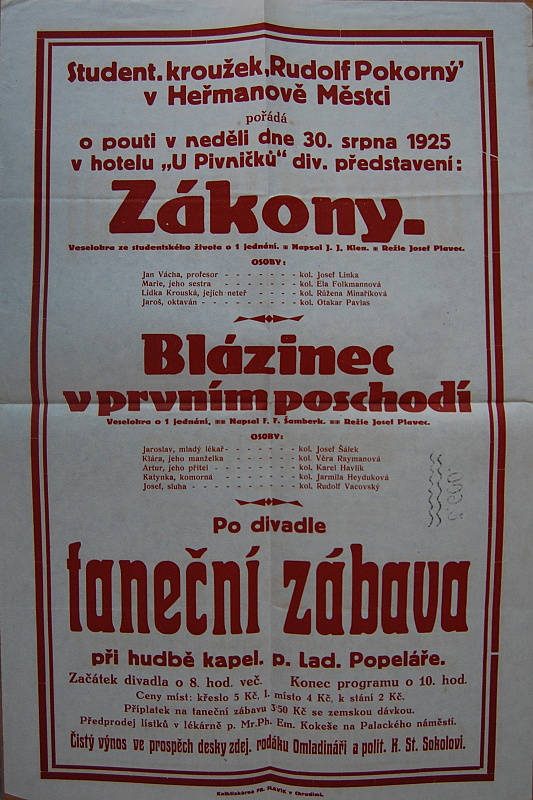 Student. kroužek „Rudolf Pokorný'
v Heřmanově Městci
pořádá
o pouti v neděli dne 30. srpna 1925
v hotelu „U Pivničků" div. představení:
Zákony.
Veselohra ze studentského života o 1 jednání. Napsal J. J. Klen. Režie Josef Plavec.
OSOBY:
Jan Vácha, profesor - - - - - - - kol. Josef Linka
Marie, jeho sestra - - - - - - - kol. Ela Folkmannová
Lidka Krouská, jejich neteř - - - - - kol. Růžena Minaříková
Jaroš, oktaván - - - - - - - kol. Otakar Pavlas
Blázinec
v prvním poschodí
Veselohra o 1 jednání, Napsal F. F. Šamberk. Režie Josef Plavec.
OSOBY:
Jaroslav, mladý lékař - - - - - - - kol. Josef Šálek
Klára, jeho manželka - - - - - - kol. Věra Raymanová
Artur, jeho přítel - - - - - - - kol. Karel Havlík
Katynka, komorná - - - - - - kol. Jarmila Heyduková
Josef, sluha - - - - - - - kol. Rudolf Vacovský
Po divadle
taneční zábava
při hudbě kapel. p. Lad. Popeláře.
Začátek divadla o 8. hod. več. Konec programu o 10. hod.
Ceny míst: křeslo 5 Kč, I. místo 4 Kč, k stání 2 Kč.
Příplatek na taneční zábavu 3·50 Kč se zemskou dávkou.
Předprodej lístků v lékárně p. Mr.Ph. Em. Kokeše na Palackého náměstí.
Čistý výnos ve prospěch desky zdej. rodáku Omladináři a polit. K. St. Sokolovi.
Knihtiskárna FR. SLAVÍK v Chrudimi.